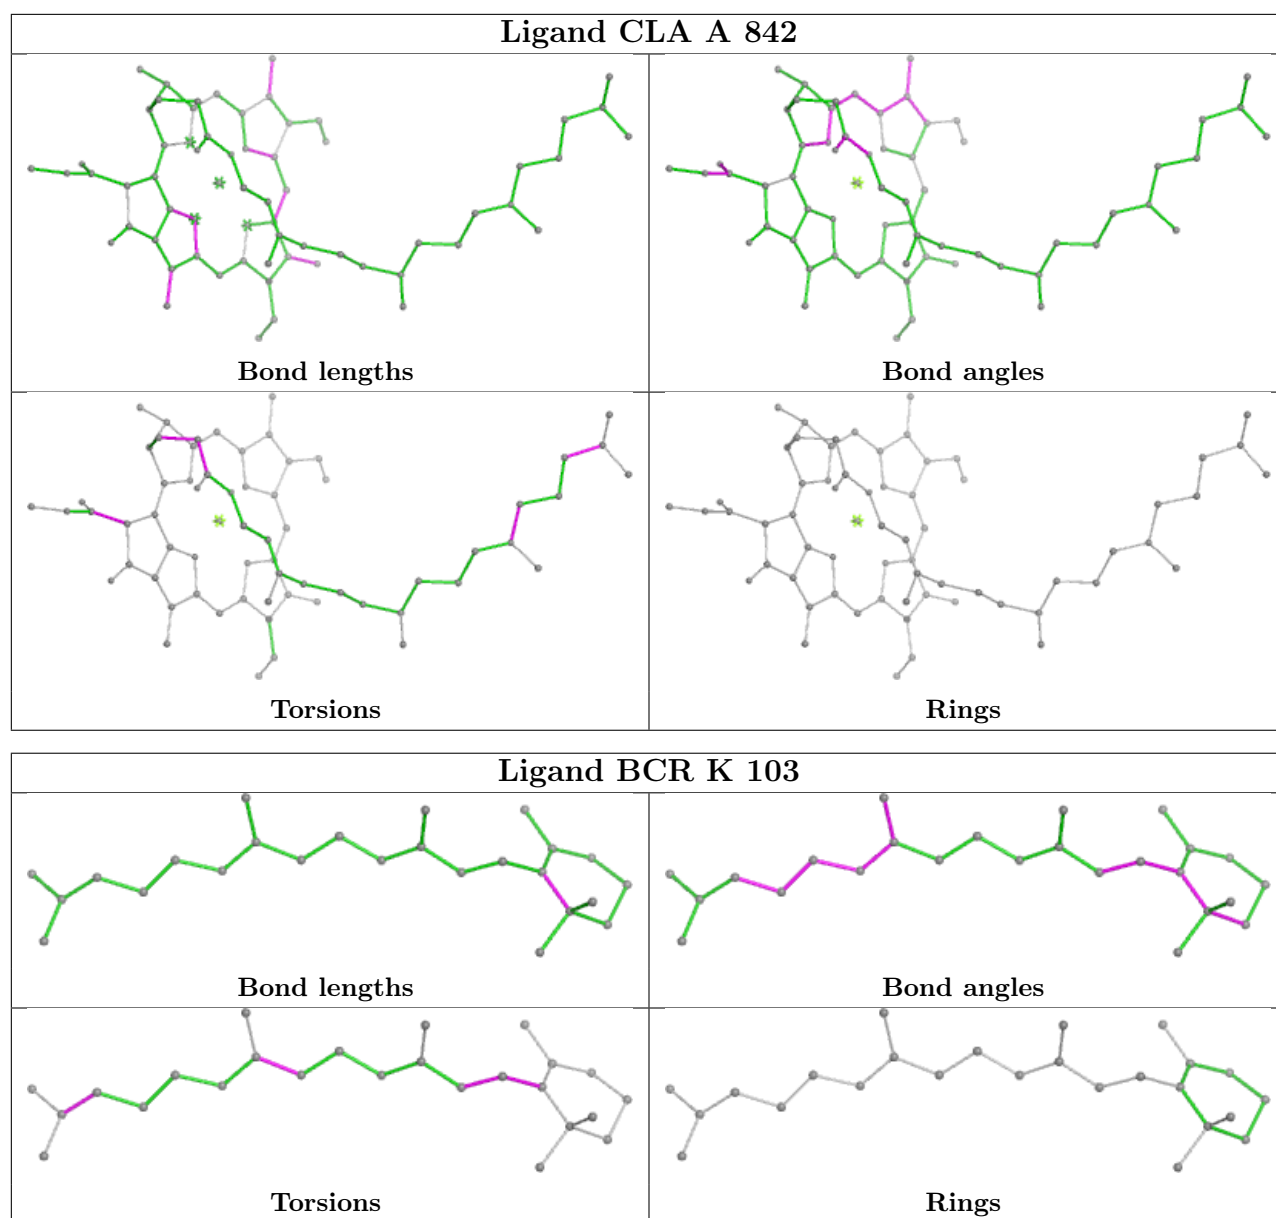 Ligand CLA A 842
Bond lengths
Bond angles
Torsions
Rings
Ligand BCR K 103
Bond lengths
Bond angles
Torsions
Rings